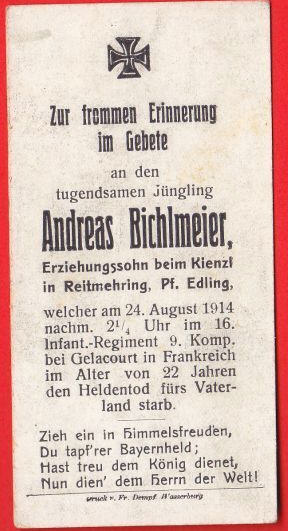 Zur frommen Erinnerung
im Gebete
an den
tugendsamen Jüngling
Andreas Bichlmeier,
Erziehungssohn beim Kienzl
in Reitmehring, Pf. Edling,
welcher am 24. August 1914
nachm. 2¼ Uhr im 16.
Infant.-Regiment 9. Komp.
bei Gelacourt in Frankreich
im Alter von 22 Jahren
den Heldentod fürs Vater-
land starb.
Zieh ein in Himmelsfreuden,
Du tapf'rer Bayernheld;
Hast treu dem König dienet,
Nun dien' dem Herrn der Welt!
Druck v. Fr. Dempf, Wasserburg